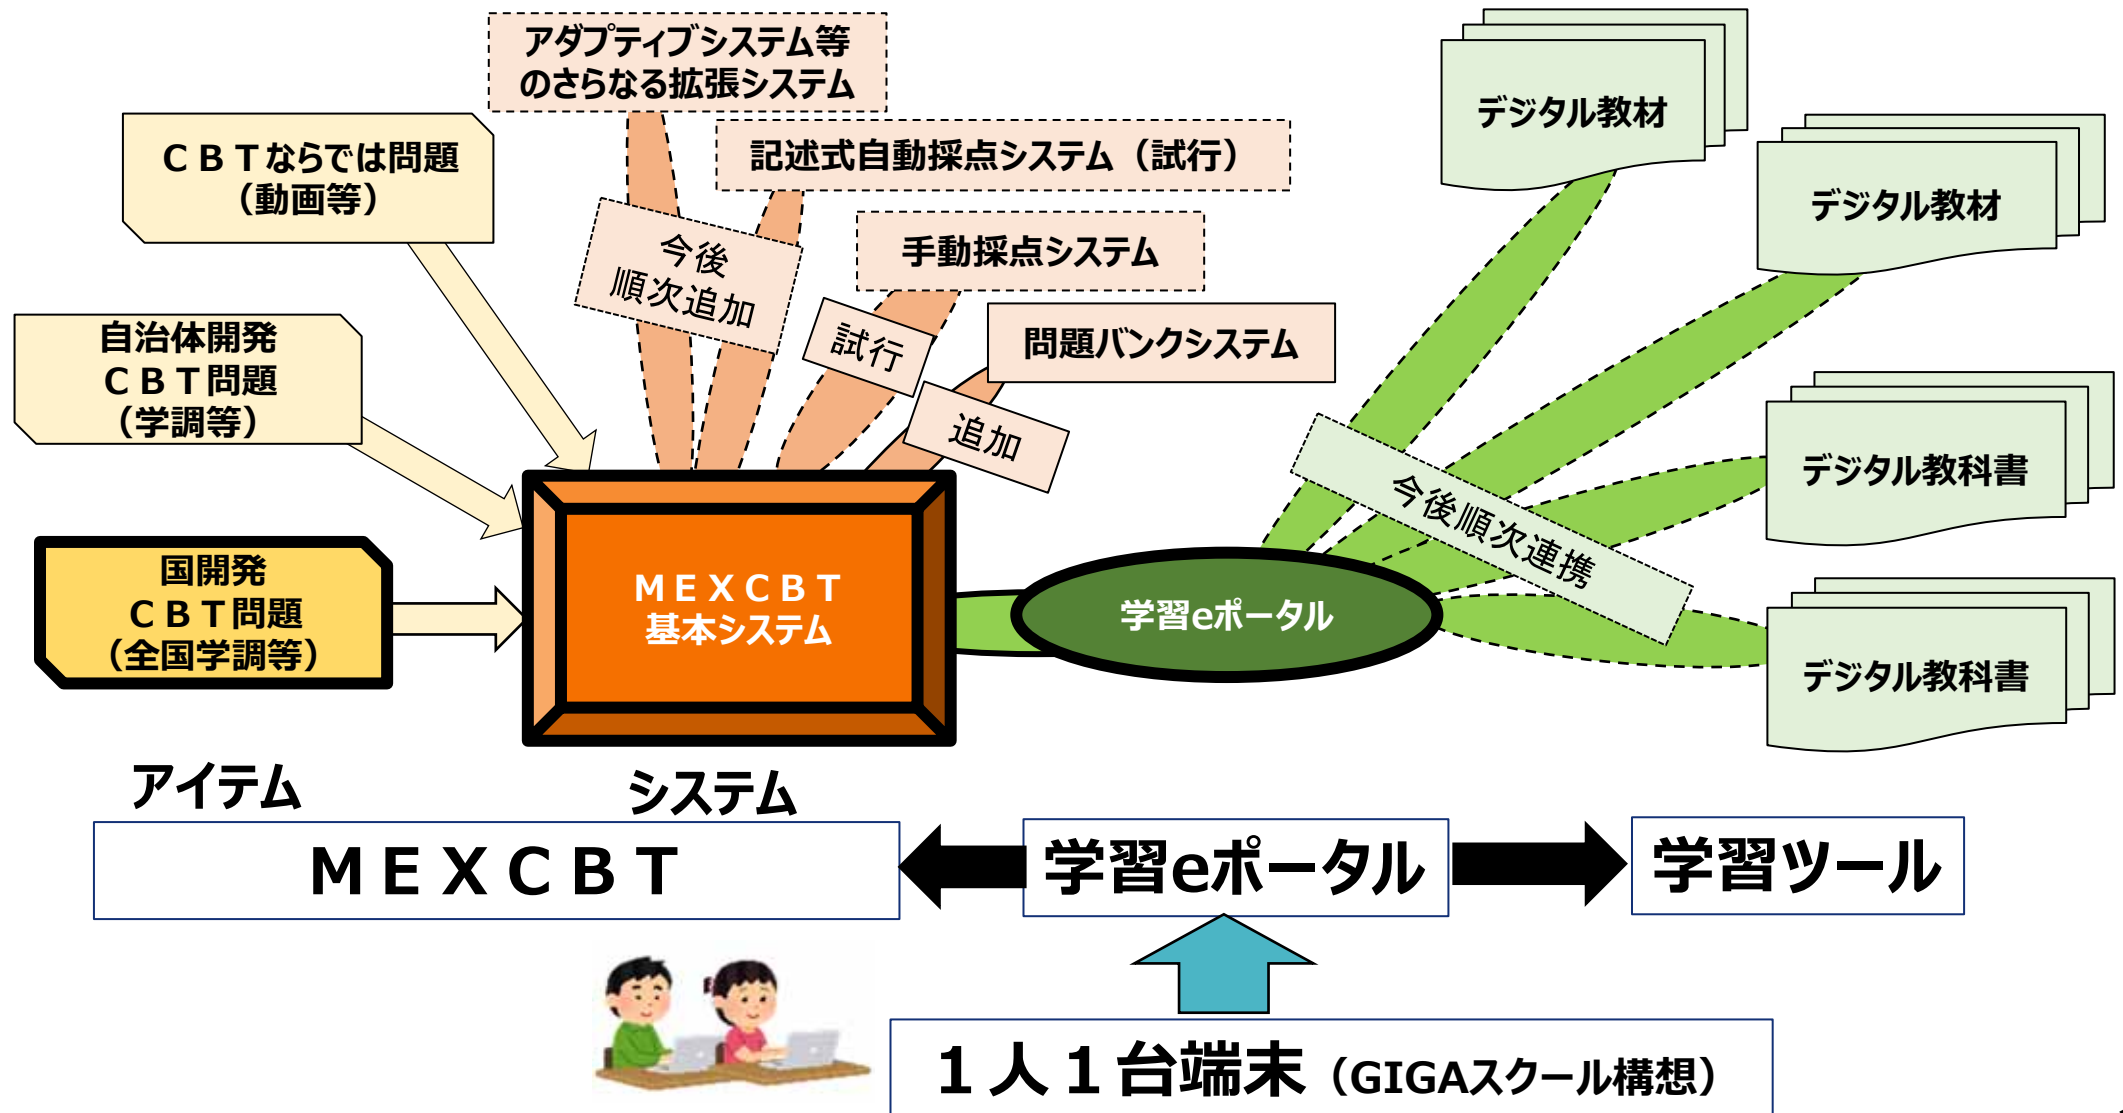 アダプティブシステム等
のさらなる拡張システム
ＣＢＴならでは問題
（動画等）
記述式自動採点システム（試行）
手動採点システム
今後
順次追加
試行
問題バンクシステム
追加
自治体開発
ＣＢＴ問題
（学調等）
国開発
ＣＢＴ問題
（全国学調等）
ＭＥＸＣＢＴ
基本システム
学習eポータル
今後順次連携
デジタル教材
デジタル教材
デジタル教科書
デジタル教科書
アイテム
システム
ＭＥＸＣＢＴ
学習eポータル
学習ツール
１人１台端末（GIGAスクール構想）